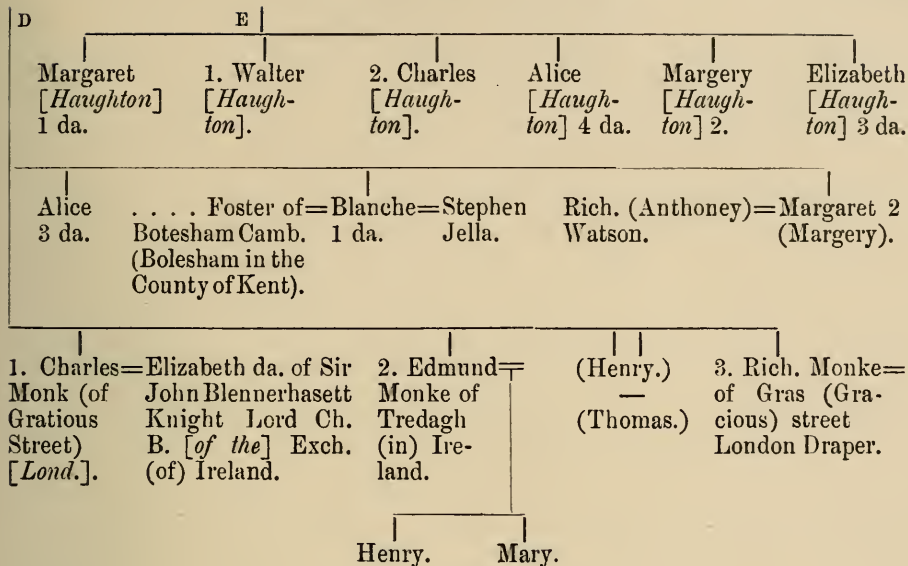 D E
Margaret 1. Walter 2. Charles Alice Margery Elizabeth
[Haughton] [Haugh- [Haugh- [Haugh- [Haugh- [Haugh-
1 da. ton]. ton]. ton] 4 da. ton] 2. ton] 3 da.
Alice . . . . Foster of=Blanche=Stephen Rich. (Anthoney)=Margaret 2
3 da. Botesham Camb. 1 da. Jella. Watson. (Margery).
(Bolesham in the
County of Kent).
1. Charles=Elizabeth da. of Sir 2. Edmund= (Henry.) 3. Rich. Monke=
Monk (of John Blennerhasett Monke of — of Gras (Gra-
Gratious Knight Lord Ch. Tredagh (Thomas.) cious) street
Street) B. [of the] Exch. (in) Ire- London Draper.
[Lond.]. (of) Ireland. land.
Henry. Mary.